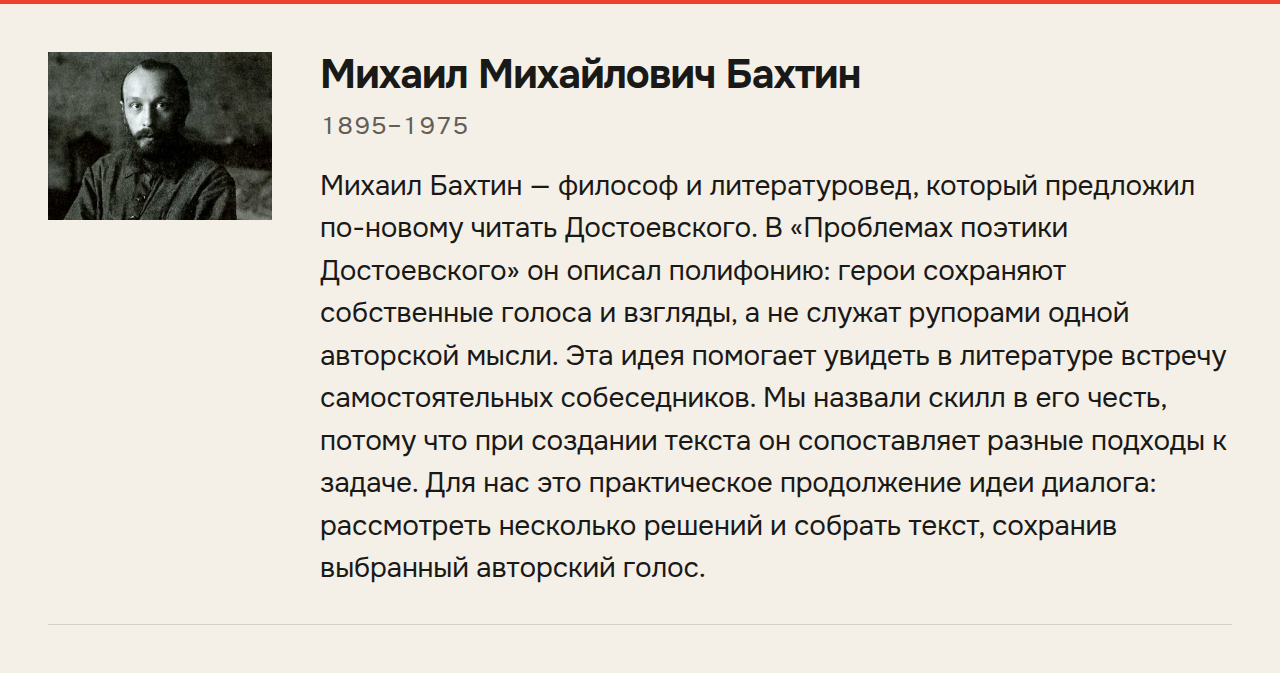 Михаил Михайлович Бахтин
1895–1975
Михаил Бахтин — философ и литературовед, который предложил
по-новому читать Достоевского. В «Проблемах поэтики
Достоевского» он описал полифонию: герои сохраняют
собственные голоса и взгляды, а не служат рупорами одной
авторской мысли. Эта идея помогает увидеть в литературе встречу
самостоятельных собеседников. Мы назвали скилл в его честь,
потому что при создании текста он сопоставляет разные подходы к
задаче. Для нас это практическое продолжение идеи диалога:
рассмотреть несколько решений и собрать текст, сохранив
выбранный авторский голос.